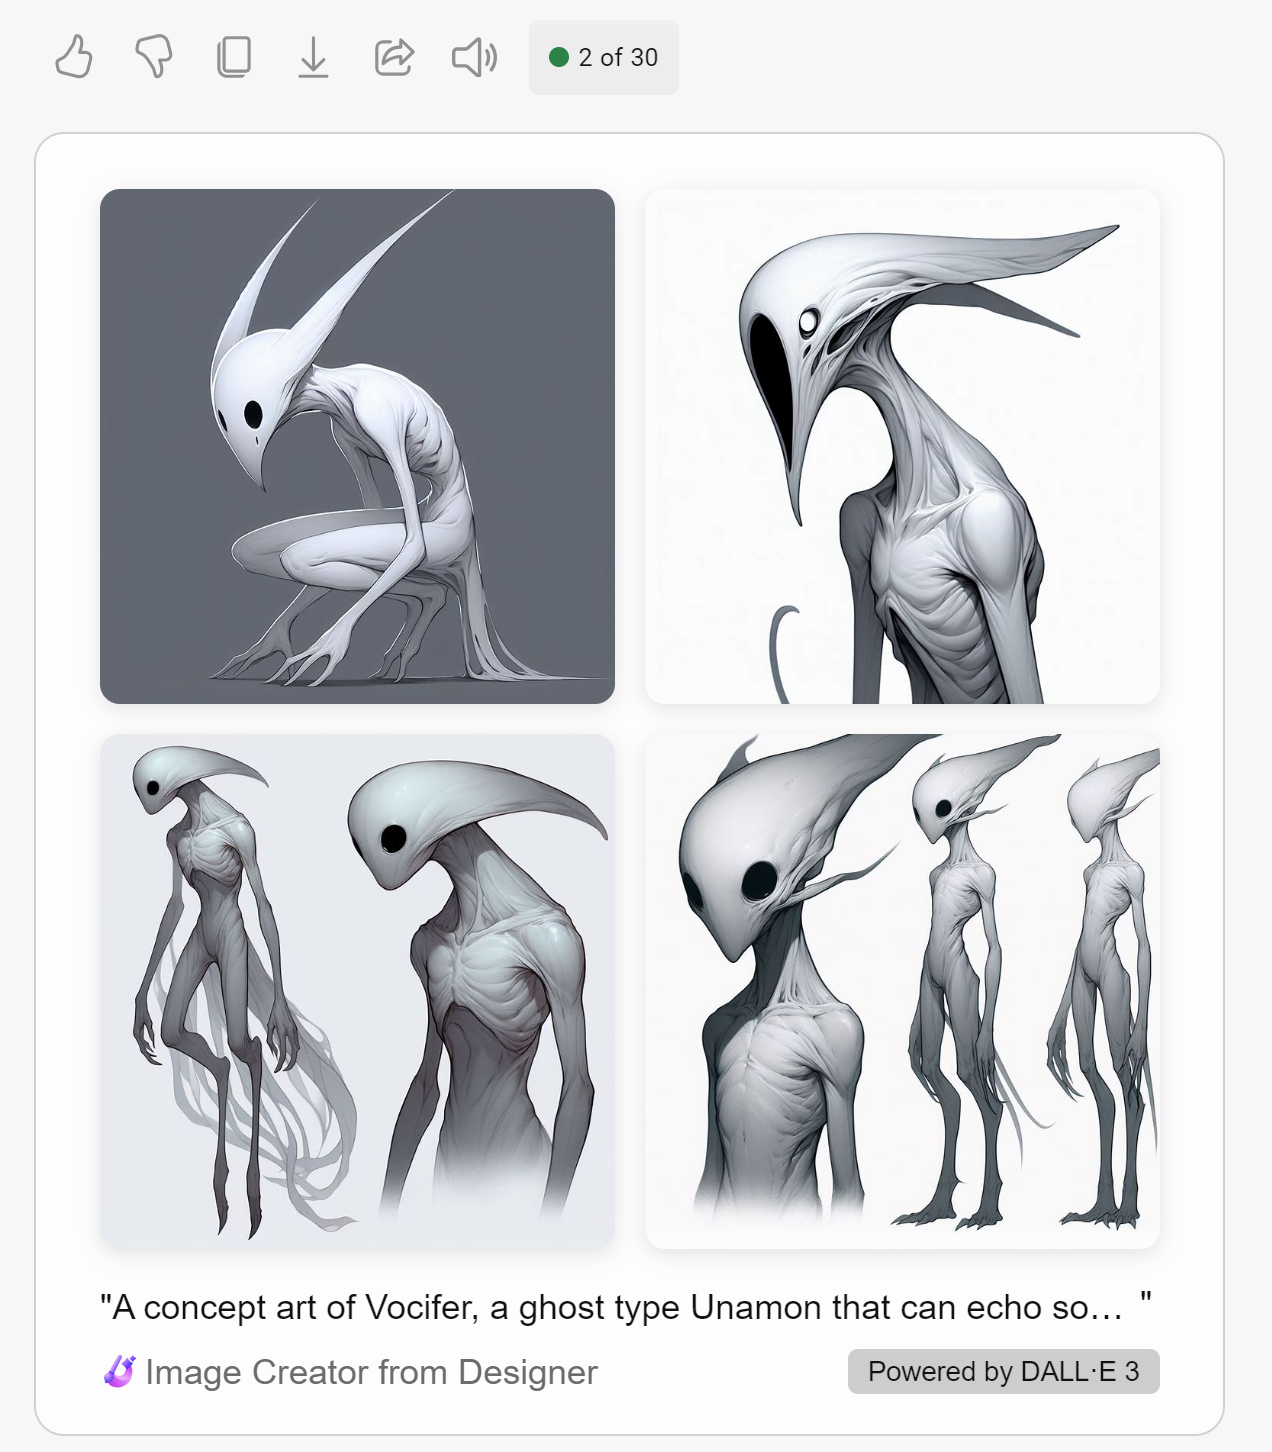 2 of 30
"A concept art of Vocifer, a ghost type Unamon that can echo so... "
Image Creator from Designer
Powered by DALL·E 3